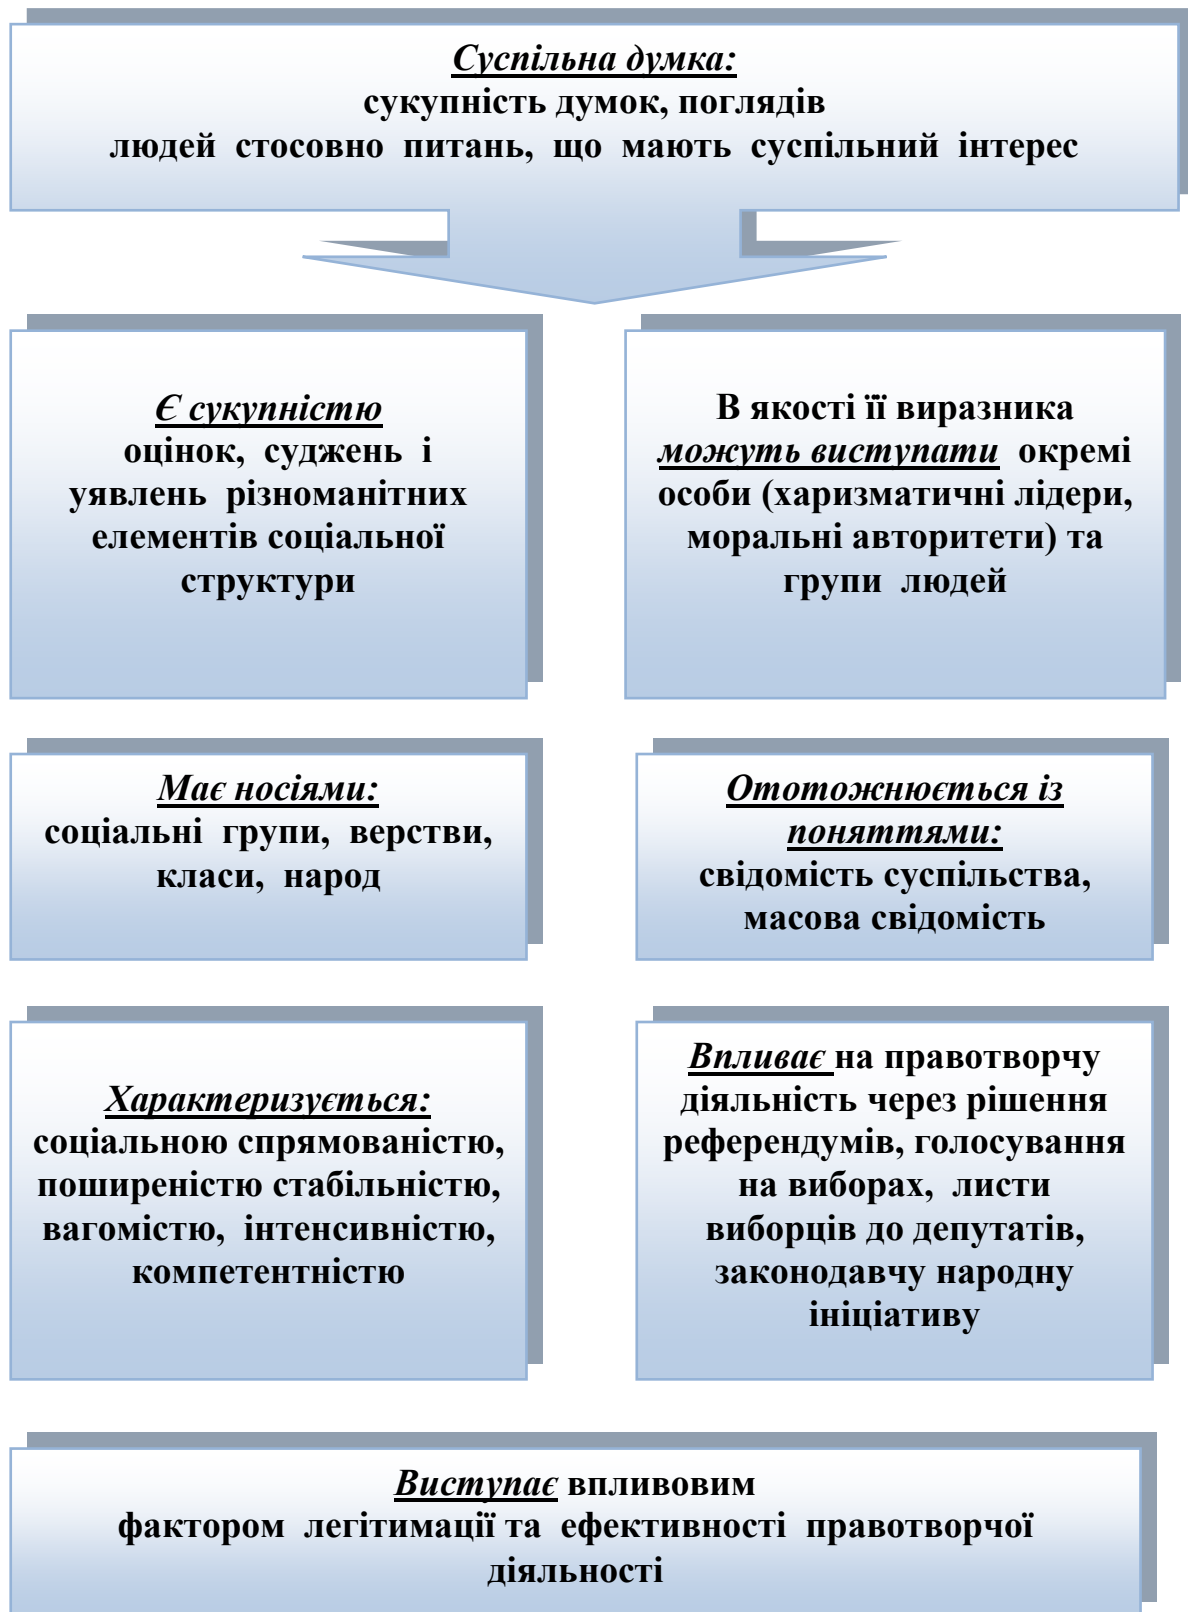 Суспільна думка:
сукупність думок, поглядів
людей стосовно питань, що мають суспільний інтерес
Є сукупністю
оцінок, суджень і
уявлень різноманітних
елементів соціальної
структури
В якості її виразника
можуть виступати окремі
особи (харизматичні лідери,
моральні авторитети) та
групи людей
Має носіями:
соціальні групи, верстви,
класи, народ
Ототожнюється із
поняттями:
свідомість суспільства,
масова свідомість
Характеризується:
соціальною спрямованістю,
поширеністю стабільністю,
вагомістю, інтенсивністю,
компетентністю
Впливає на правотворчу
діяльність через рішення
референдумів, голосування
на виборах, листи
виборців до депутатів,
законодавчу народну
ініціативу
Виступає впливовим
фактором легітимації та ефективності правотворчої
діяльності